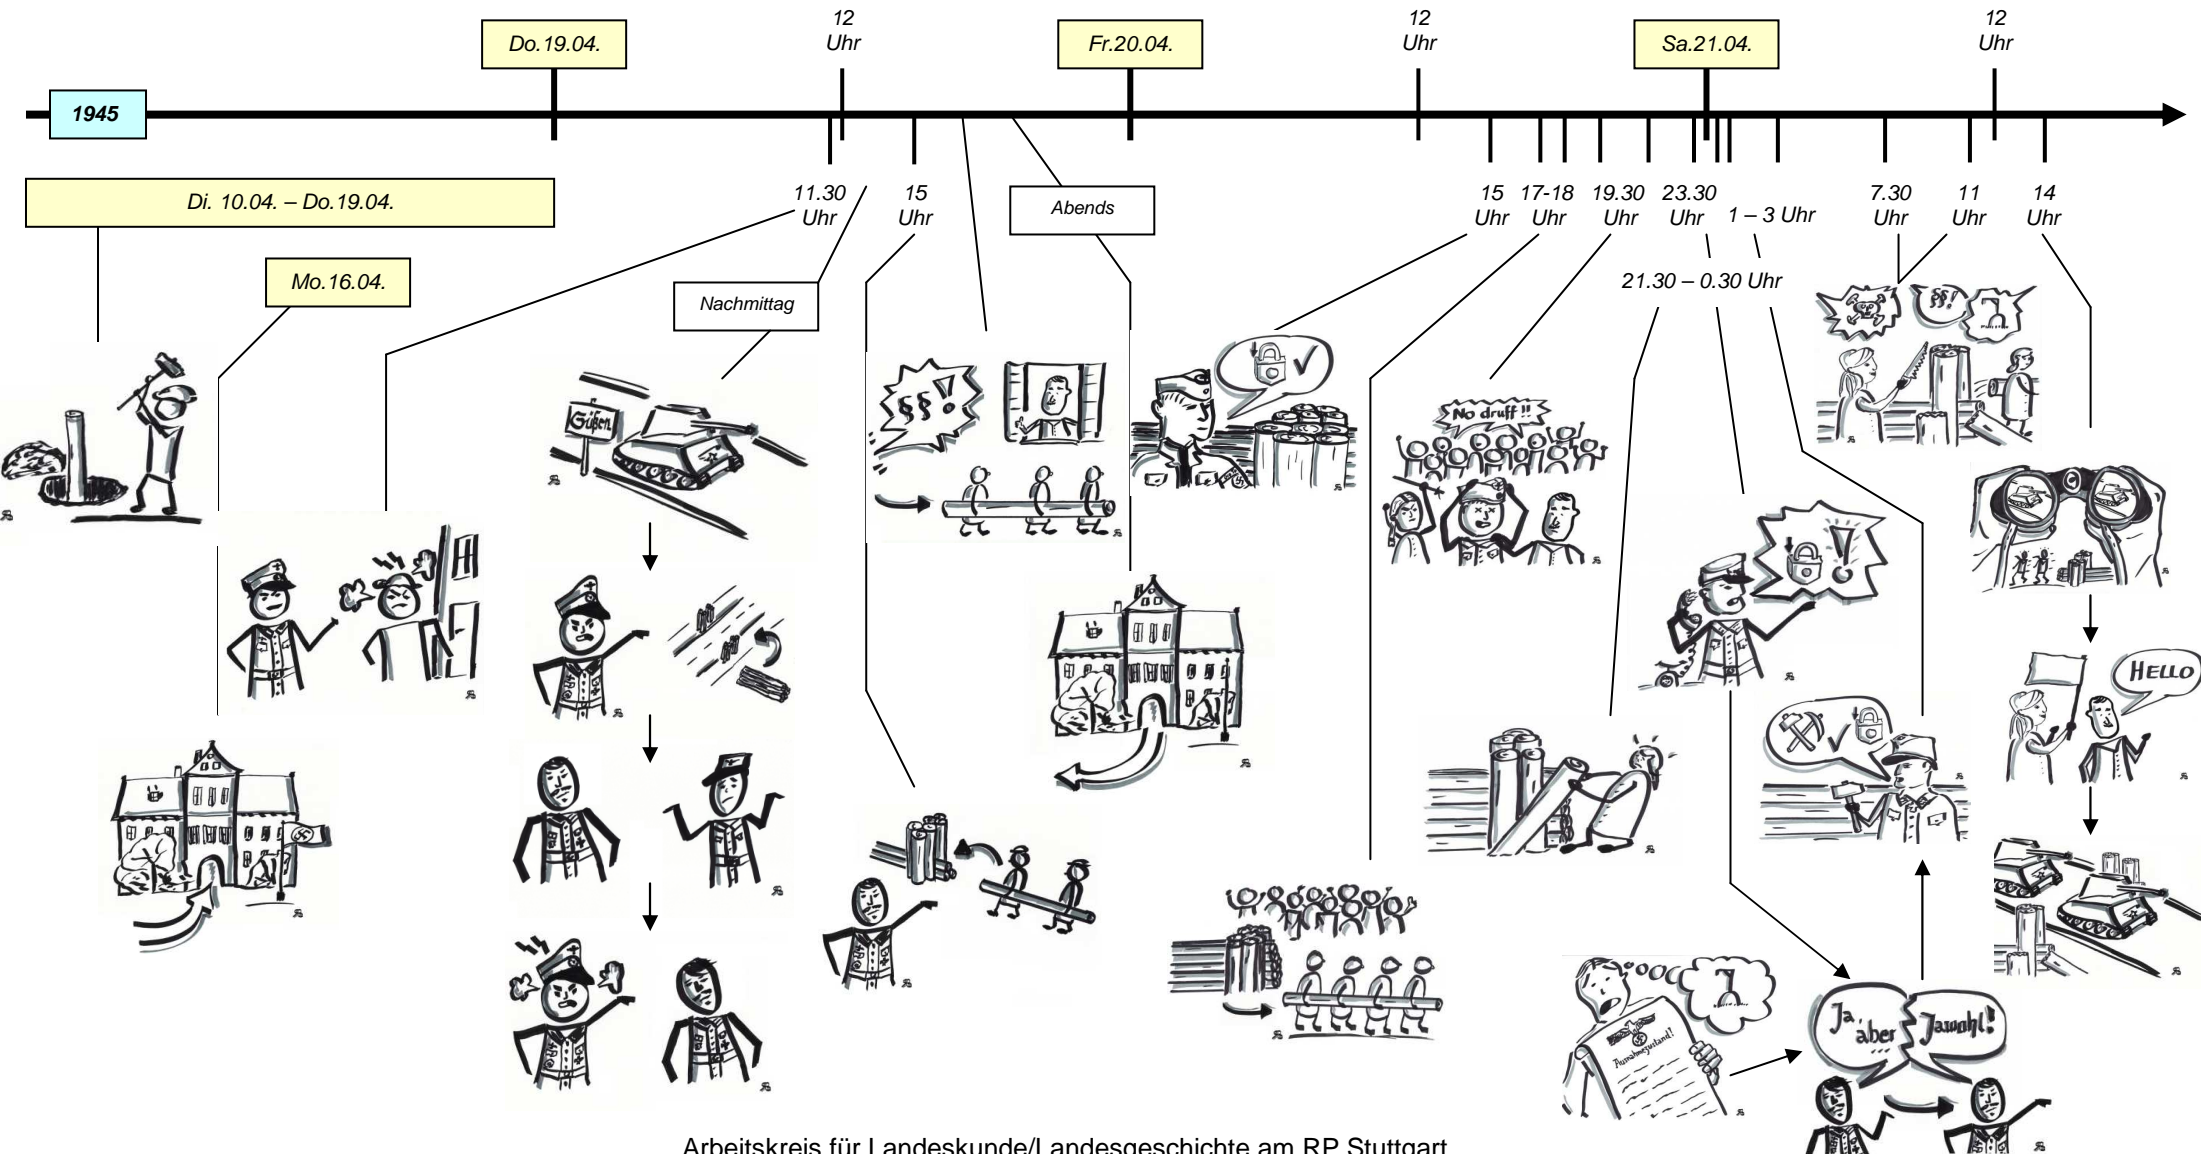 12
Uhr
12
Uhr
12
Uhr
Do.19.04.
Fr.20.04.
Sa.21.04.
1945
Di. 10.04. – Do.19.04.
11.30
Uhr
15
Uhr
Abends
15
Uhr
17-18
Uhr
19.30
Uhr
23.30
Uhr
1 – 3 Uhr
7.30
Uhr
11
Uhr
14
Uhr
Mo.16.04.
Nachmittag
21.30 – 0.30 Uhr
§§!
§§!
Süßen
No druff!!
HELLO
Ausnahmezustand!
Ja,
aber
...
Jawohl!
Arbeitskreis für Landeskunde/Landesgeschichte am RP Stuttgart